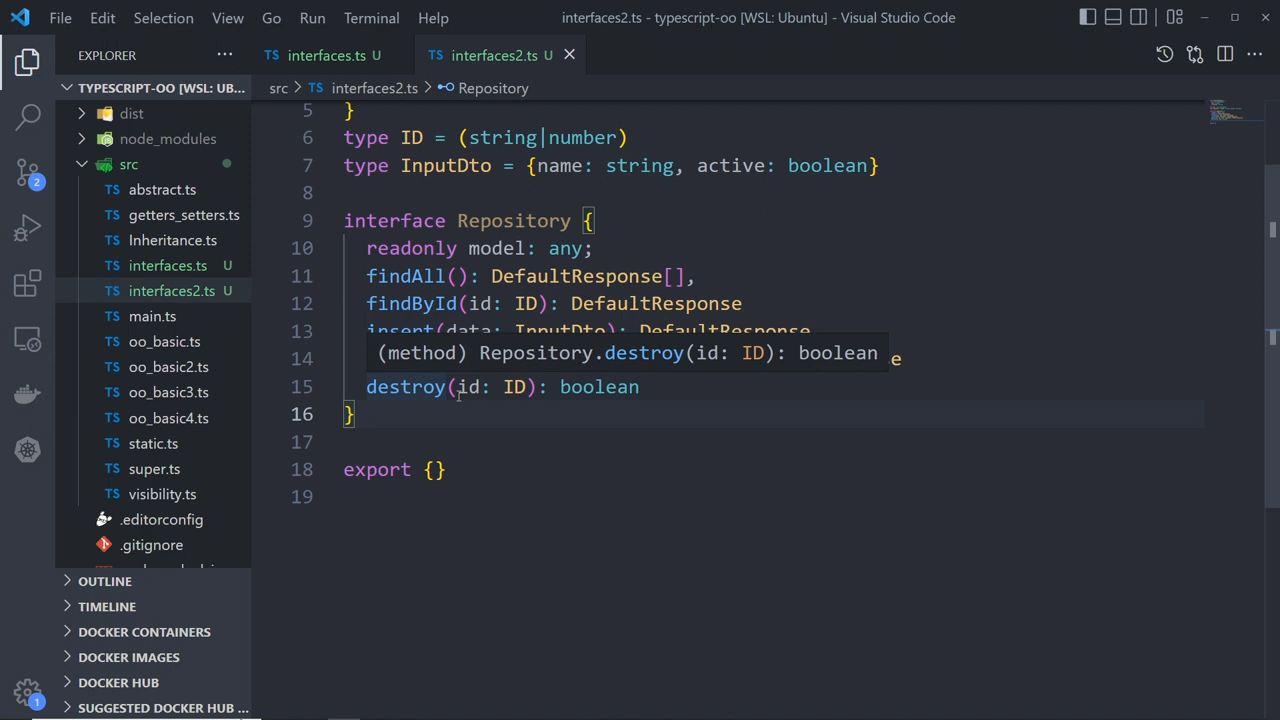 File Edit Selection View Go Run Terminal Help
interfaces2.ts - typescript-oo [WSL: Ubuntu] - Visual Studio Code
EXPLORER
TYPESCRIPT-OO [WSL: UB...
dist
node_modules
src
TS abstract.ts
TS getters_setters.ts
TS Inheritance.ts
TS interfaces.ts U
TS interfaces2.ts U
TS main.ts
TS oo_basic.ts
TS oo_basic2.ts
TS oo_basic3.ts
TS oo_basic4.ts
TS static.ts
TS super.ts
TS visibility.ts
.editorconfig
.gitignore
OUTLINE
TIMELINE
DOCKER CONTAINERS
DOCKER IMAGES
DOCKER HUB
SUGGESTED DOCKER HUB ...
2
1
TS interfaces.ts U
TS interfaces2.ts U
src > TS interfaces2.ts > Repository
5 }
6 type ID = (string|number)
7 type InputDto = {name: string, active: boolean}
8
9 interface Repository {
10 readonly model: any;
11 findAll(): DefaultResponse[],
12 findById(id: ID): DefaultResponse
13 insert(data: InputDto): DefaultResponse
(method) Repository.destroy(id: ID): boolean
14
15 destroy(id: ID): boolean
16 }
17
18 export {}
19